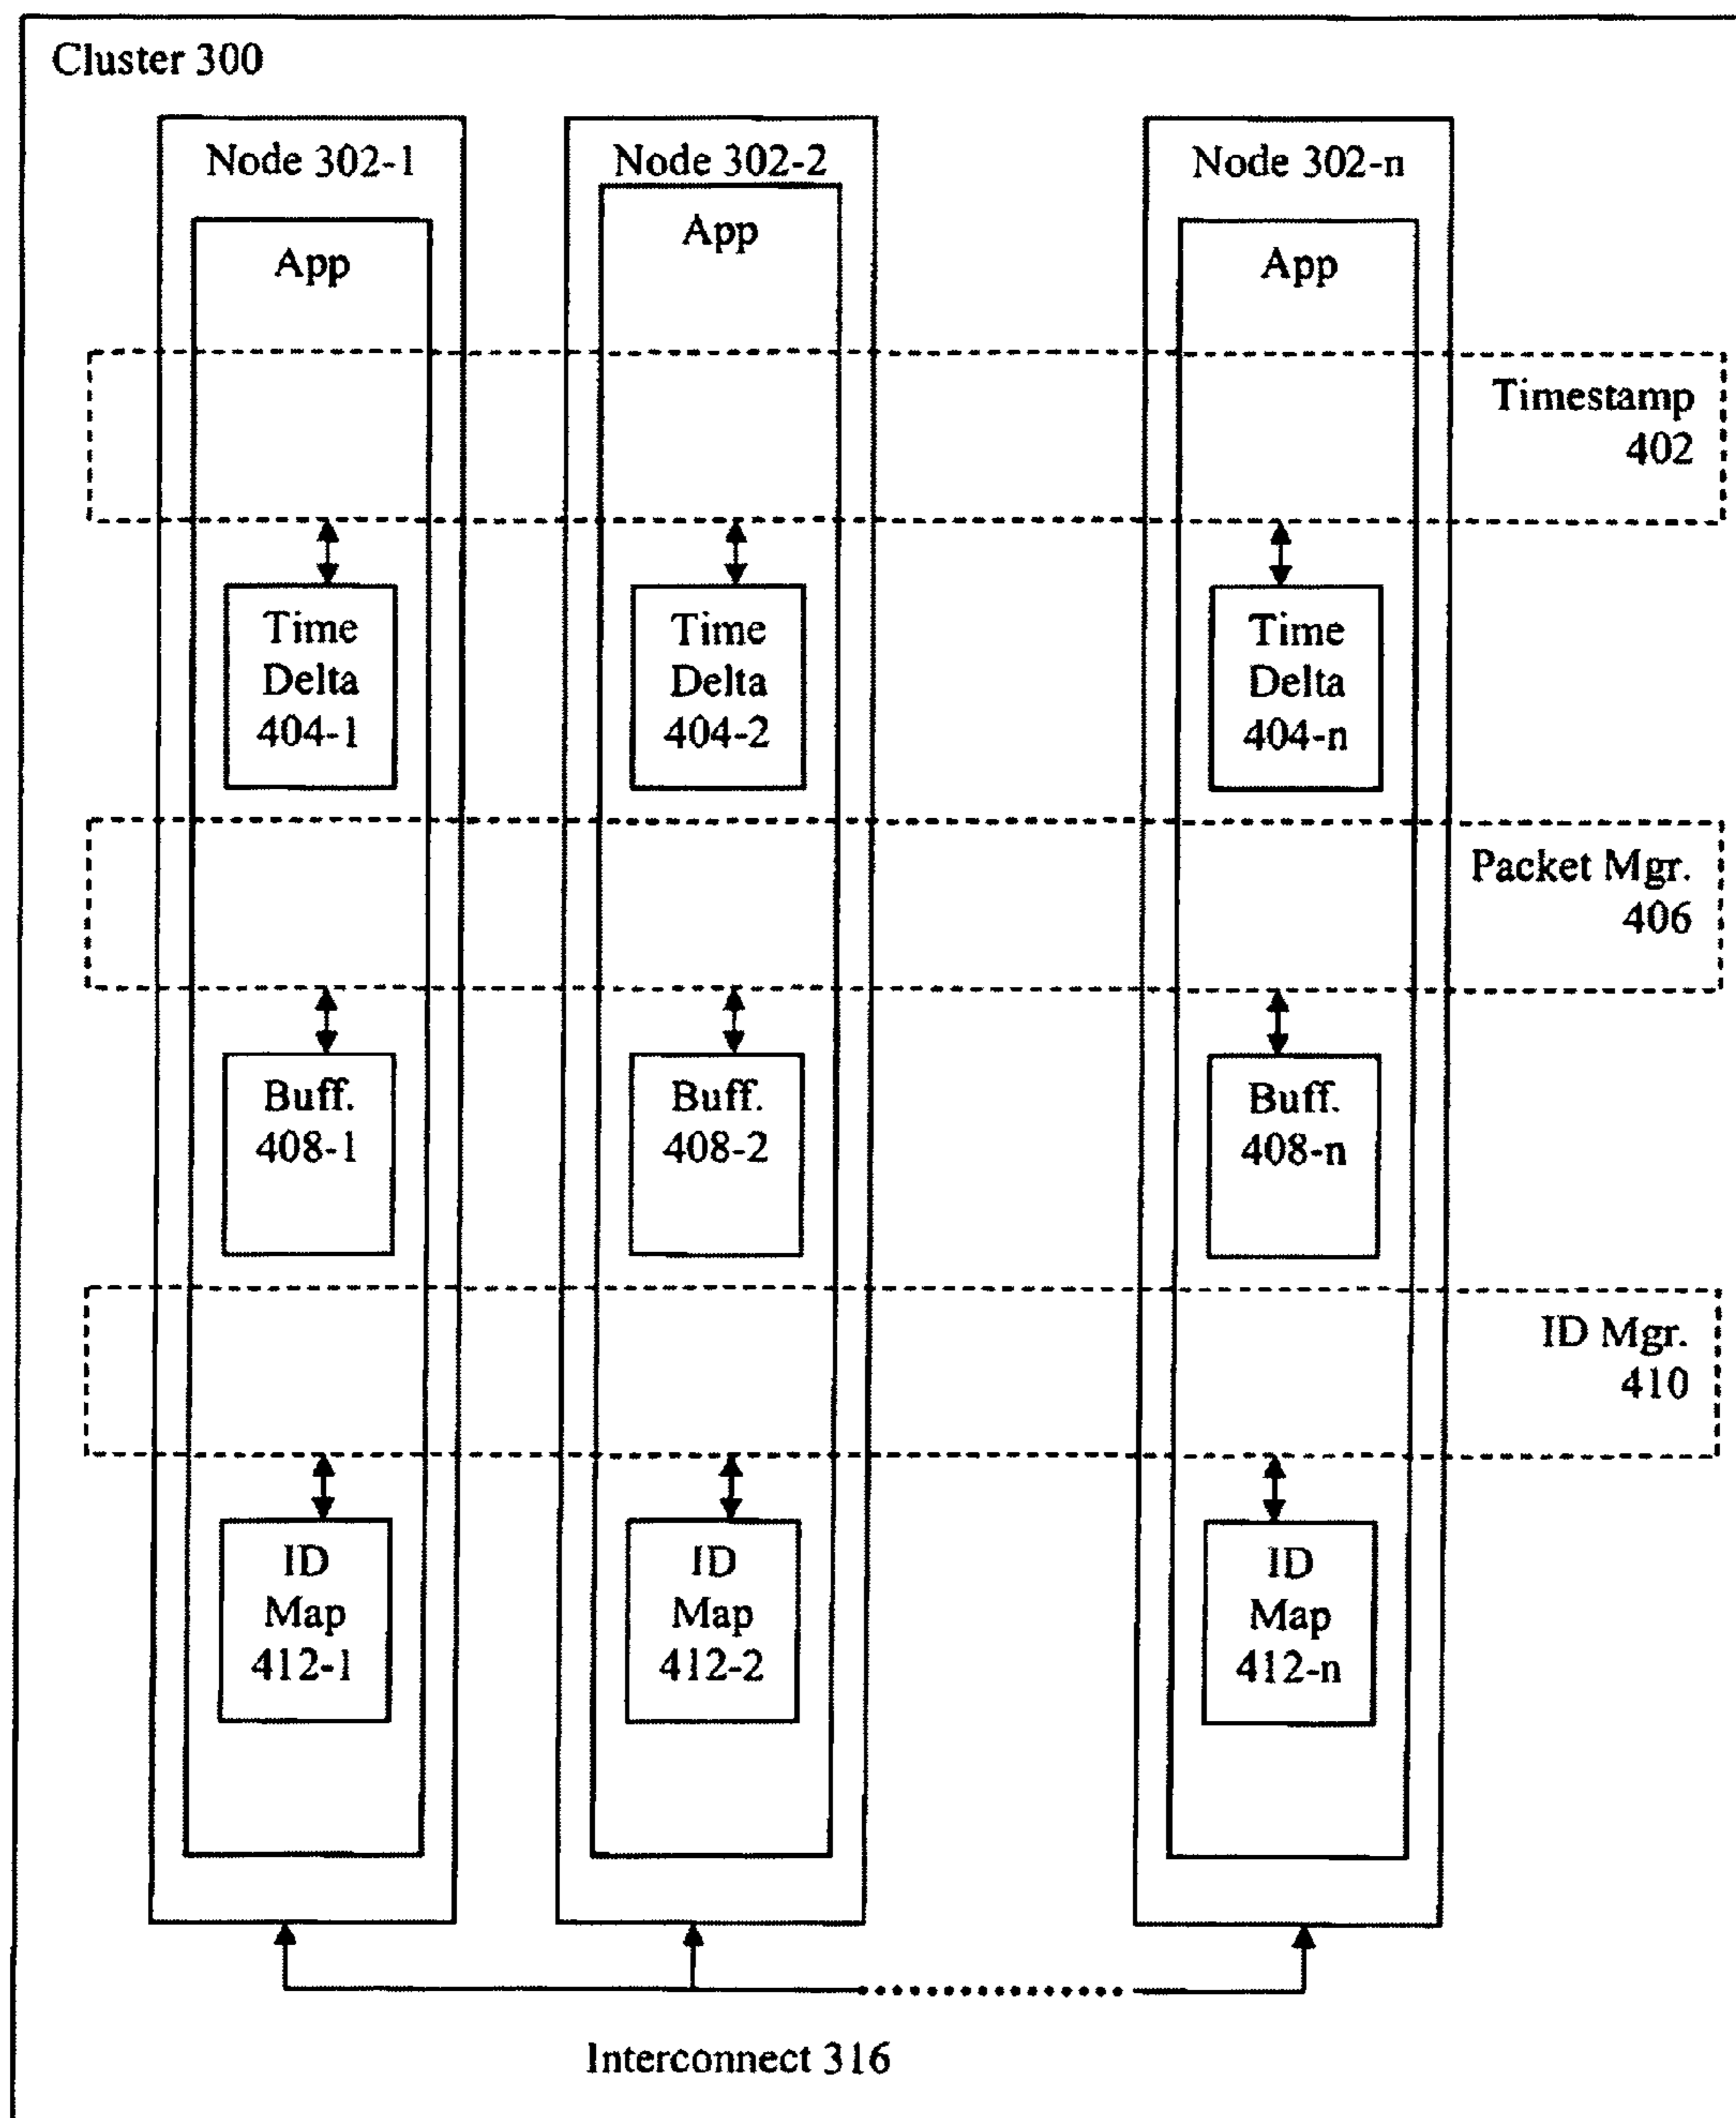 Cluster 300
Node 302-1
Node 302-2
Node 302-n
App
App
App
Timestamp
402
Time
Delta
404-1
Time
Delta
404-2
Time
Delta
404-n
Packet Mgr.
406
Buff.
408-1
Buff.
408-2
Buff.
408-n
ID Mgr.
410
ID
Map
412-1
ID
Map
412-2
ID
Map
412-n
Interconnect 316